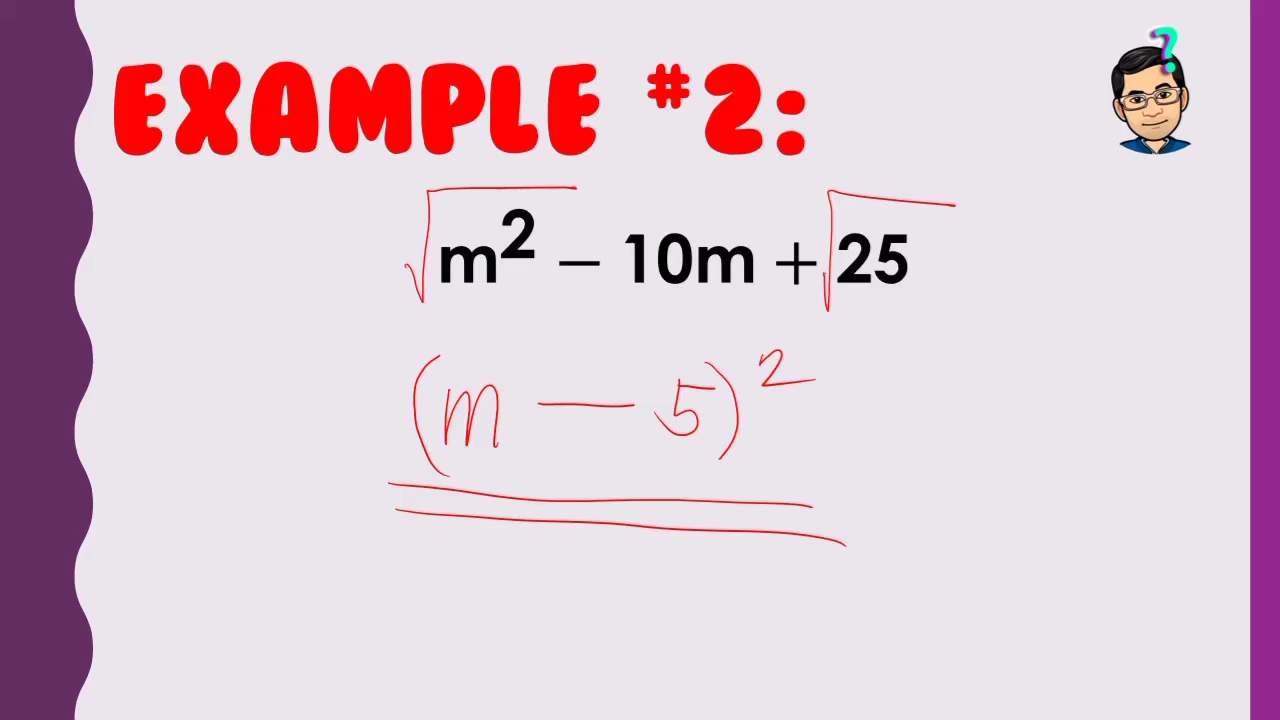 EXAMPLE #2:
√m² – 10m + √25
(m — 5)²
?